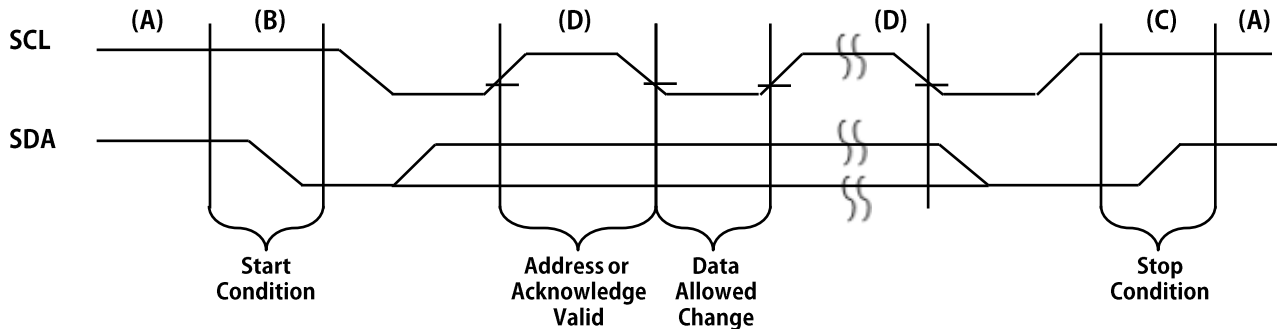 (A) (B) (D) (D) (C) (A)
SCL
SDA
Start
Condition
Address or
Acknowledge
Valid
Data
Allowed
Change
Stop
Condition